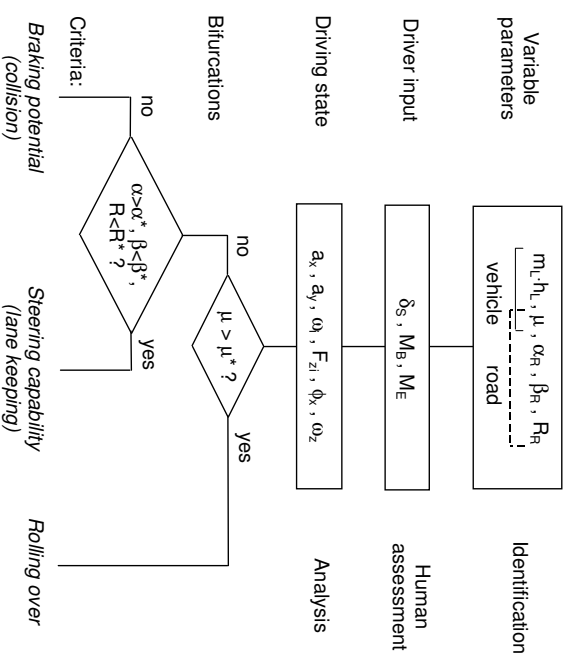 Variable
parameters
m_L·h_L, μ , α_R , β_R , R_R
vehicle road
Identification
Driver input
δ_S , M_B , M_E
Human
assessment
Driving state
a_x , a_y , ω_i , F_zi , ϕ_x , ω_z
Analysis
Bifurcations
no
μ > μ* ?
yes
no
α>α*, β<β*,
R<R* ?
yes
Criteria:
Braking potential
(collision)
Steering capability
(lane keeping)
Rolling over